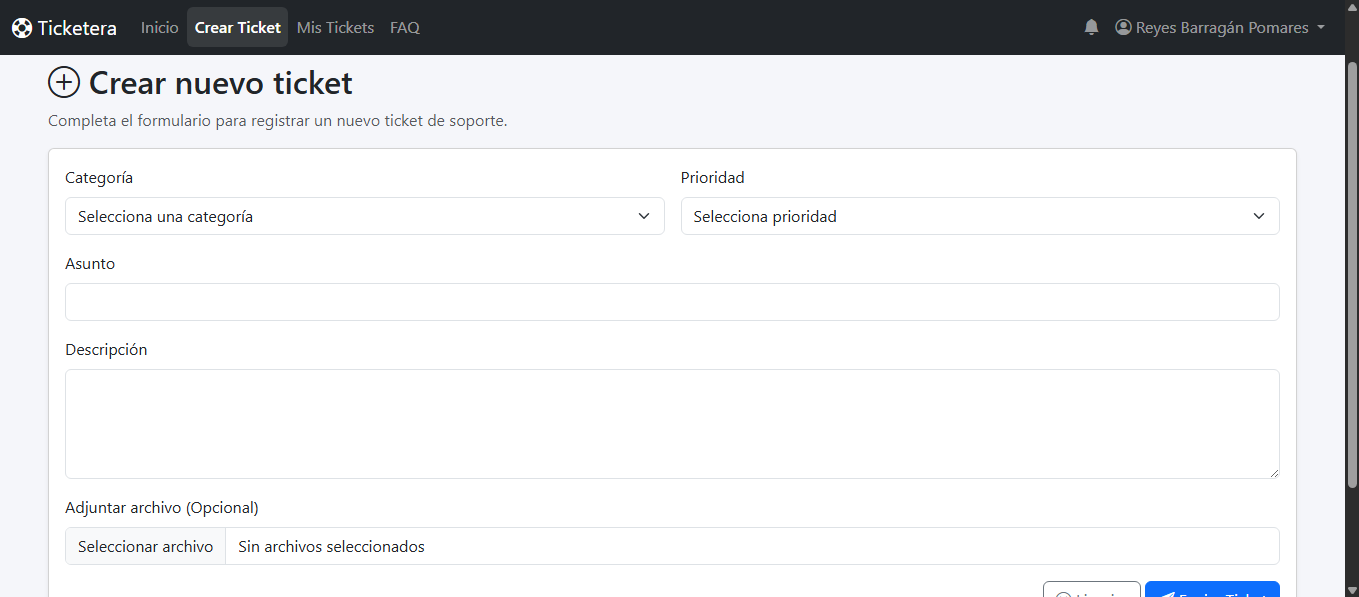 Ticketera Inicio Crear Ticket Mis Tickets FAQ Reyes Barragán Pomares
Crear nuevo ticket
Completa el formulario para registrar un nuevo ticket de soporte.
Categoría Prioridad
Selecciona una categoría Selecciona prioridad
Asunto
Descripción
Adjuntar archivo (Opcional)
Seleccionar archivo Sin archivos seleccionados